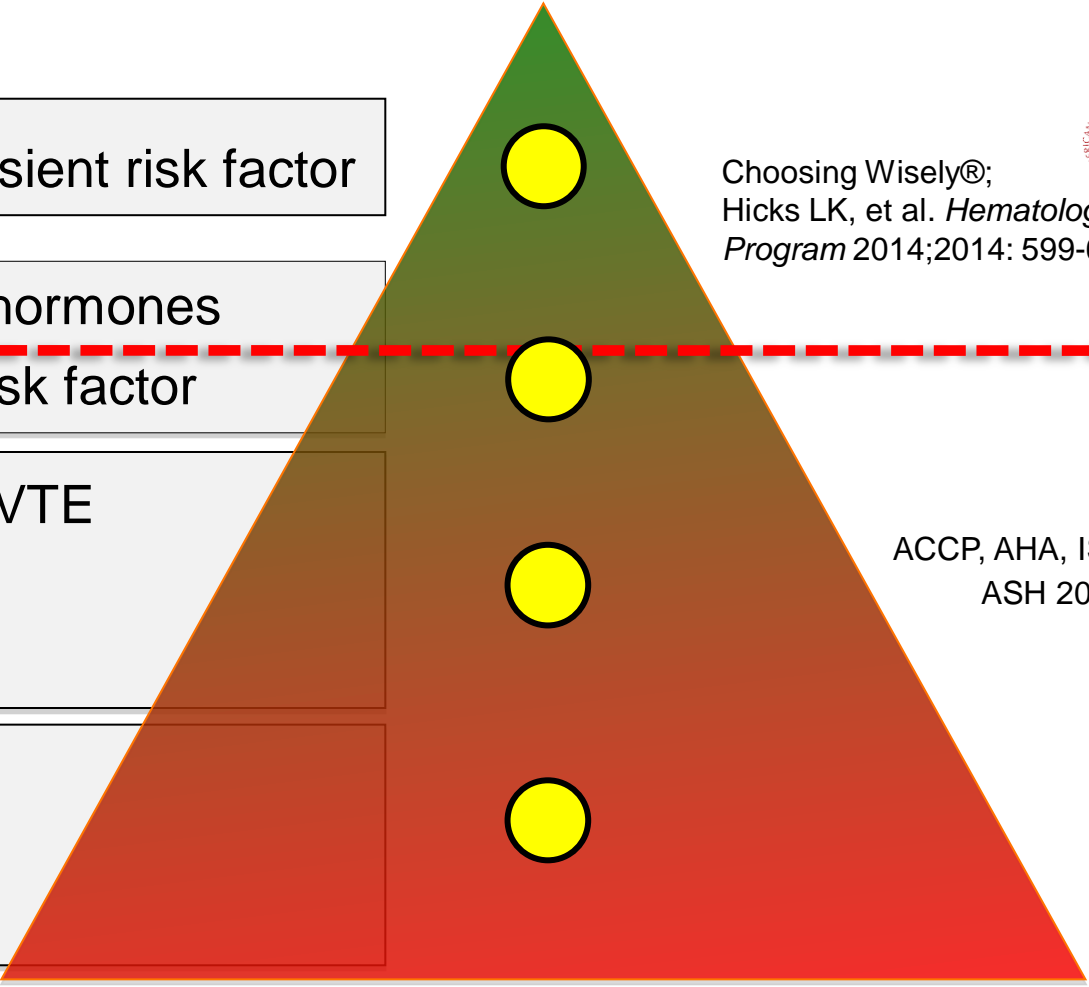 sient risk factor
Choosing Wisely®;
Hicks LK, et al. Hematolog
Program 2014;2014: 599-
hormones
sk factor
VTE
ACCP, AHA, IS
ASH 20